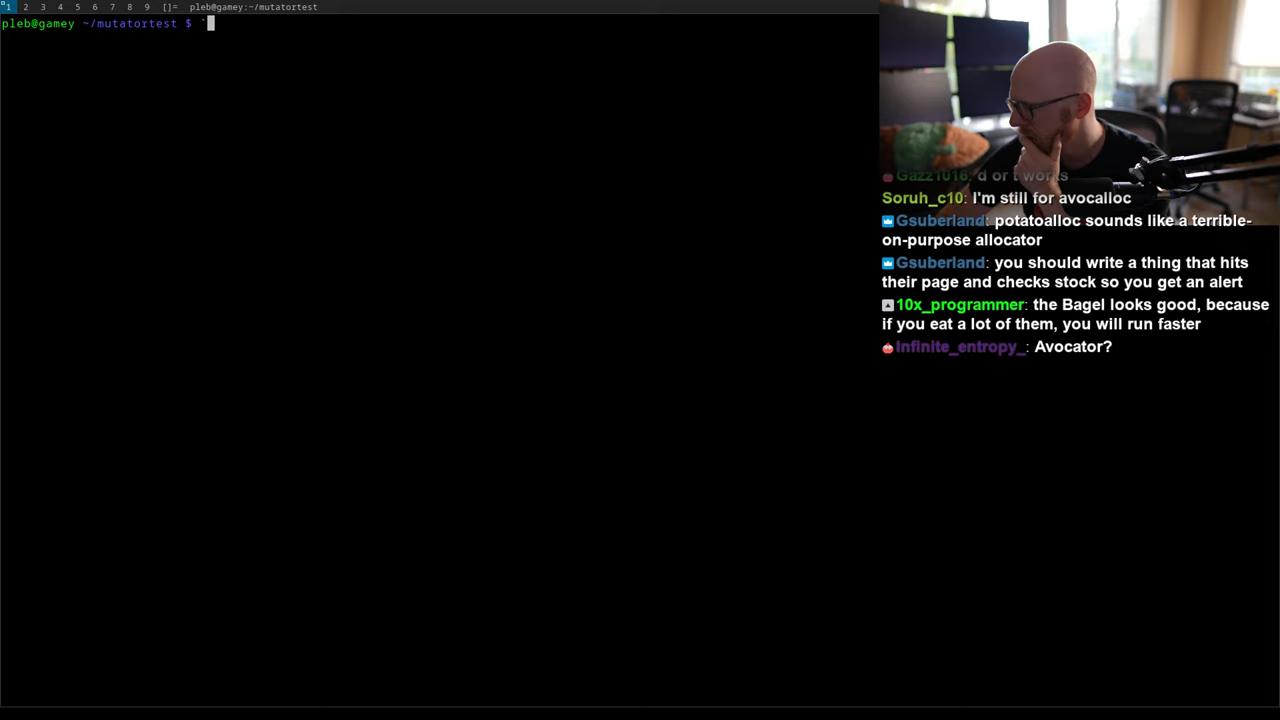 1 2 3 4 5 6 7 8 9 []= pleb@gamey:~/mutatortest
pleb@gamey ~/mutatortest $ `
Gazz1016: d or t works
Soruh_c10: I'm still for avocalloc
Gsuberland: potatoalloc sounds like a terrible-
on-purpose allocator
Gsuberland: you should write a thing that hits
their page and checks stock so you get an alert
10x_programmer: the Bagel looks good, because
if you eat a lot of them, you will run faster
Infinite_entropy_: Avocator?